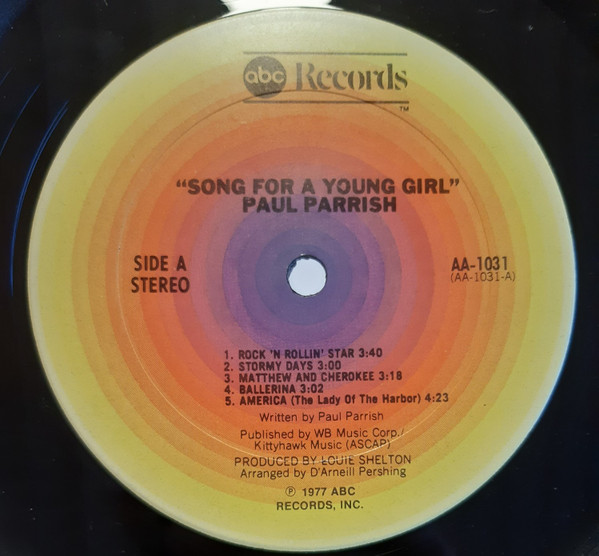 abc Records
™
"SONG FOR A YOUNG GIRL"
PAUL PARRISH
SIDE A
STEREO
AA-1031
(AA-1031-A)
1. ROCK 'N ROLLIN' STAR 3:40
2. STORMY DAYS 3:00
3. MATTHEW AND CHEROKEE 3:18
4. BALLERINA 3:02
5. AMERICA (The Lady Of The Harbor) 4:23
Written by Paul Parrish
Published by WB Music Corp./
Kittyhawk Music (ASCAP)
PRODUCED BY LOUIE SHELTON
Arranged by D'Arneill Pershing
℗ 1977 ABC
RECORDS, INC.